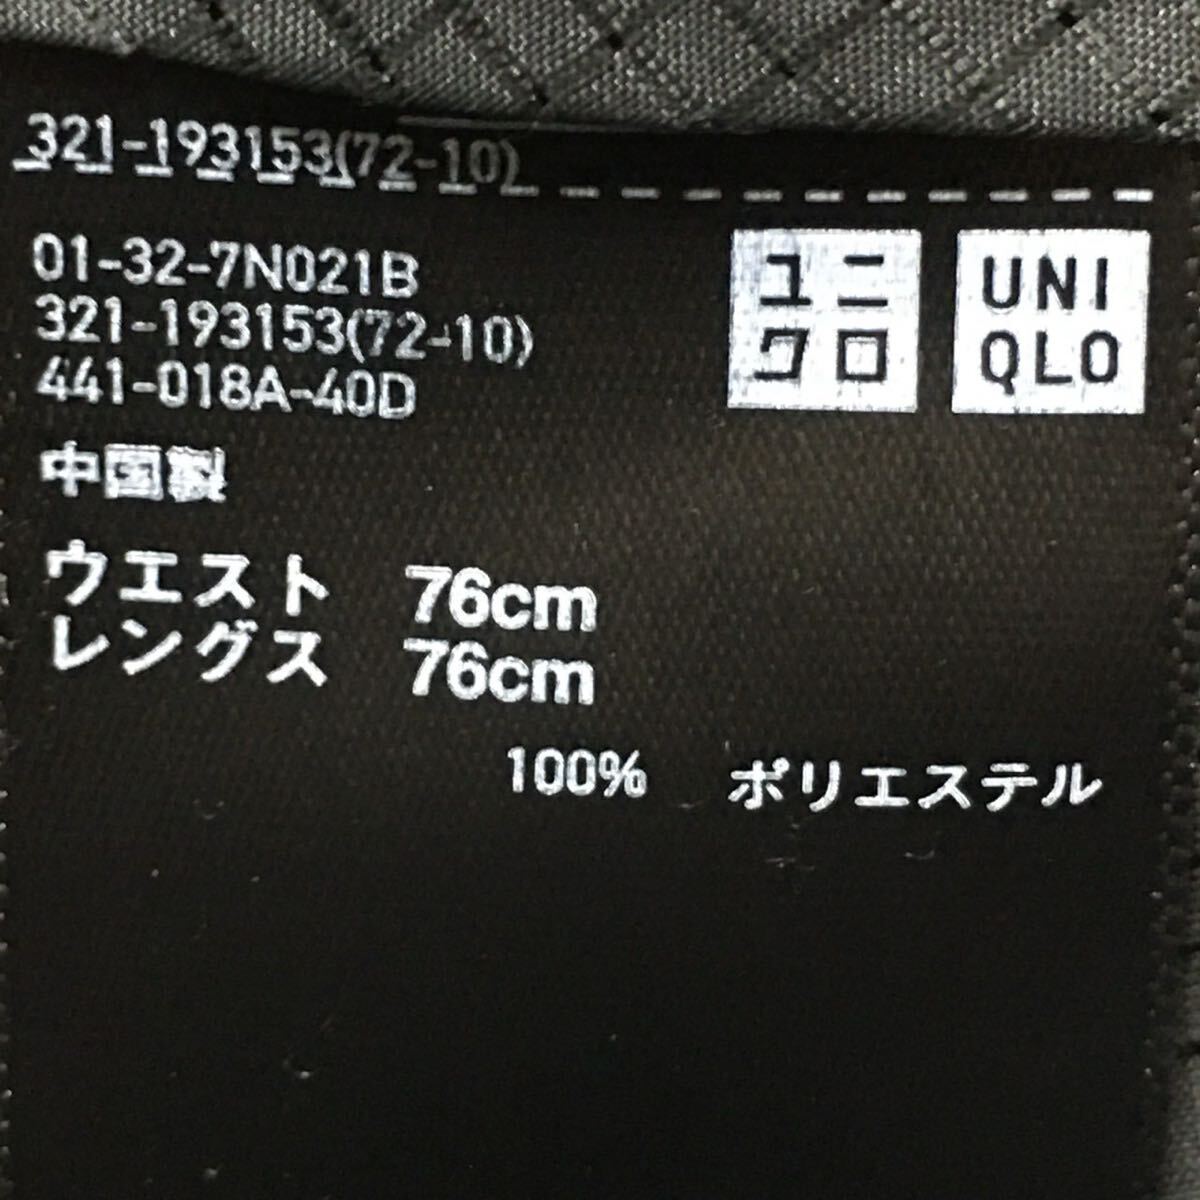 321-193153(72-10)
01-32-7N021B
321-193153(72-10)
441-018A-40D
ユニ
クロ
UNI
QLO
中国製
ウエスト 76cm
レングス 76cm
100% ポリエステル